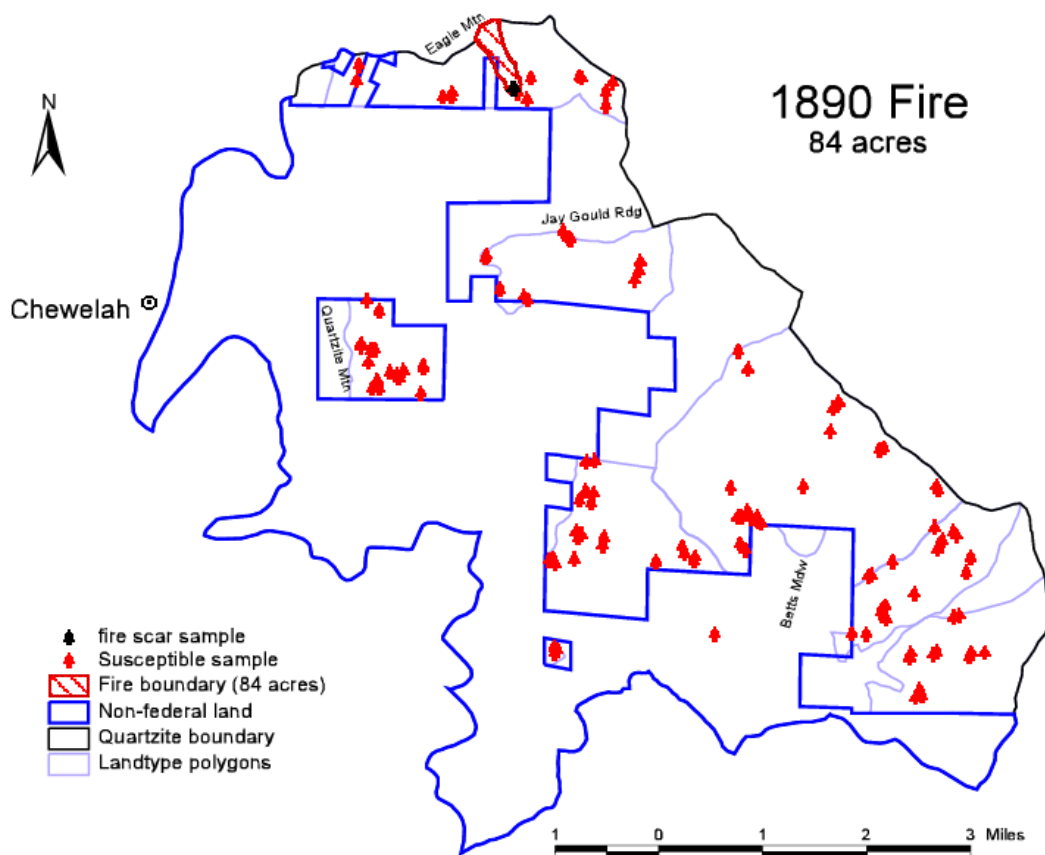 Eagle Mtn
N
1890 Fire
84 acres
Jay Gould Rdg
Chewelah
Quartzite Mtn
Betts Mdw
fire scar sample
Susceptible sample
Fire boundary (84 acres)
Non-federal land
Quartzite boundary
Landtype polygons
1 0 1 2 3 Miles